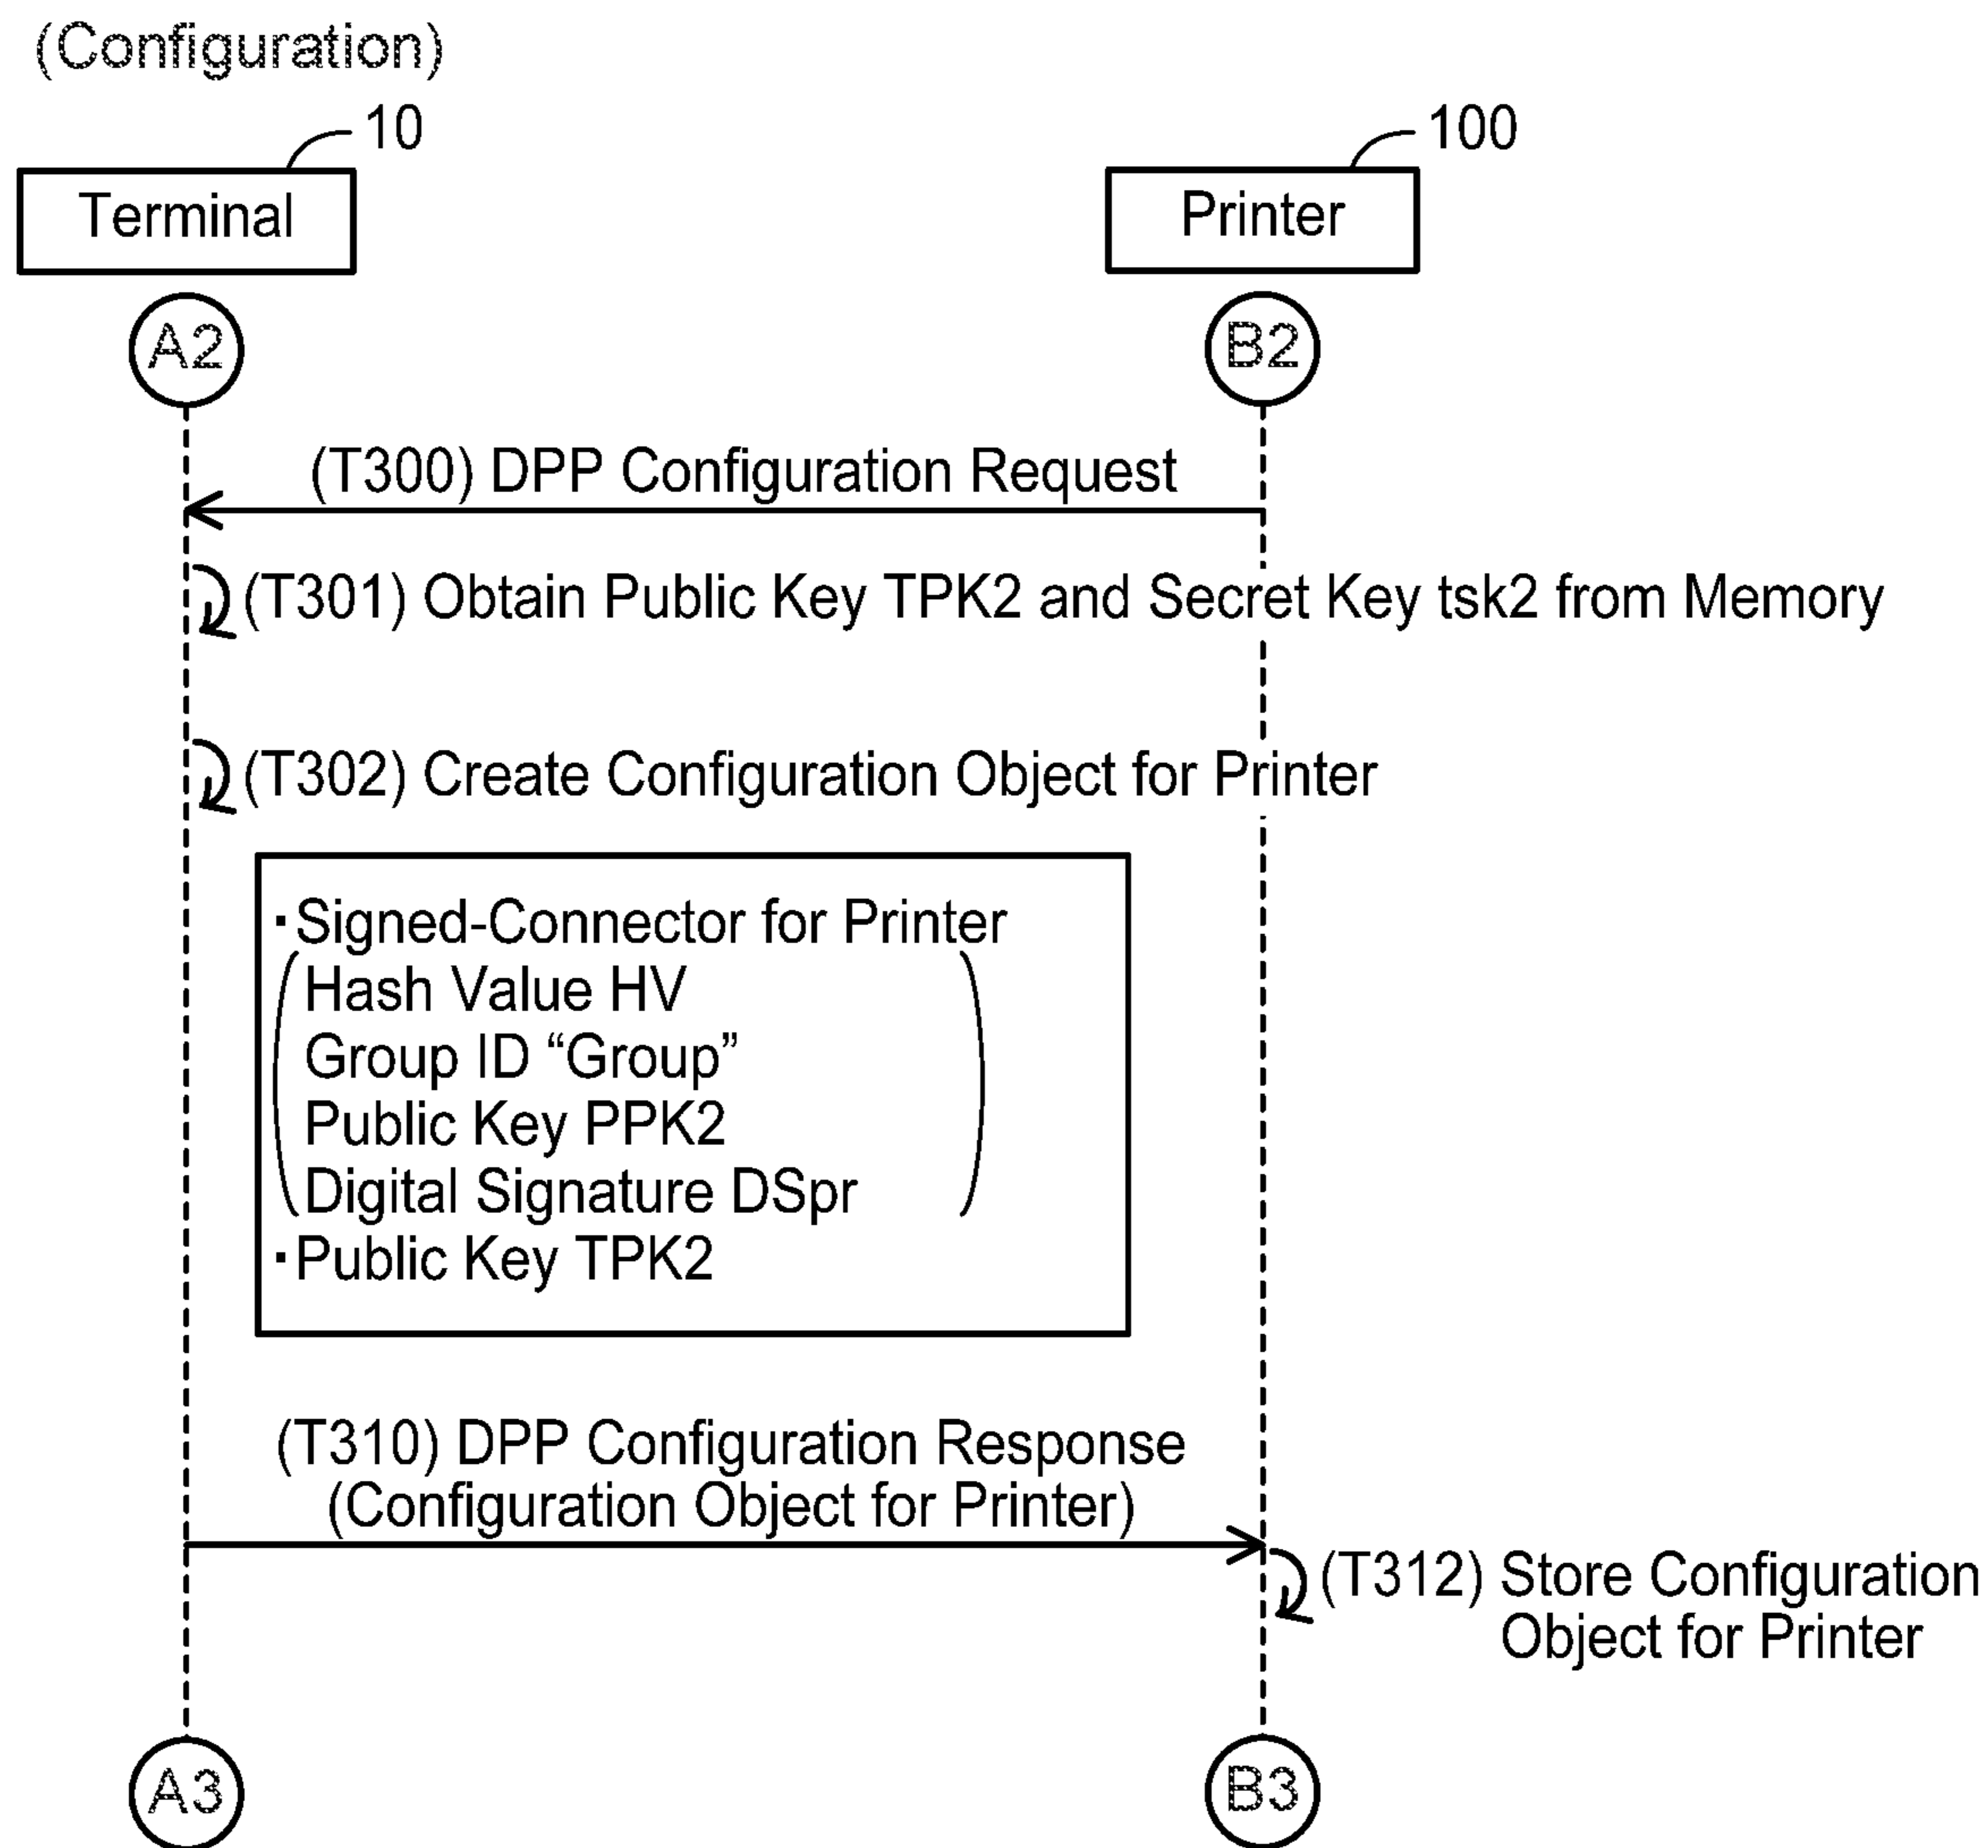 (Configuration)
10
100
Terminal
Printer
A2
B2
(T300) DPP Configuration Request
(T301) Obtain Public Key TPK2 and Secret Key tsk2 from Memory
(T302) Create Configuration Object for Printer
・Signed-Connector for Printer
Hash Value HV
Group ID “Group”
Public Key PPK2
Digital Signature DSpr
・Public Key TPK2
(T310) DPP Configuration Response
(Configuration Object for Printer)
(T312) Store Configuration
Object for Printer
A3
B3